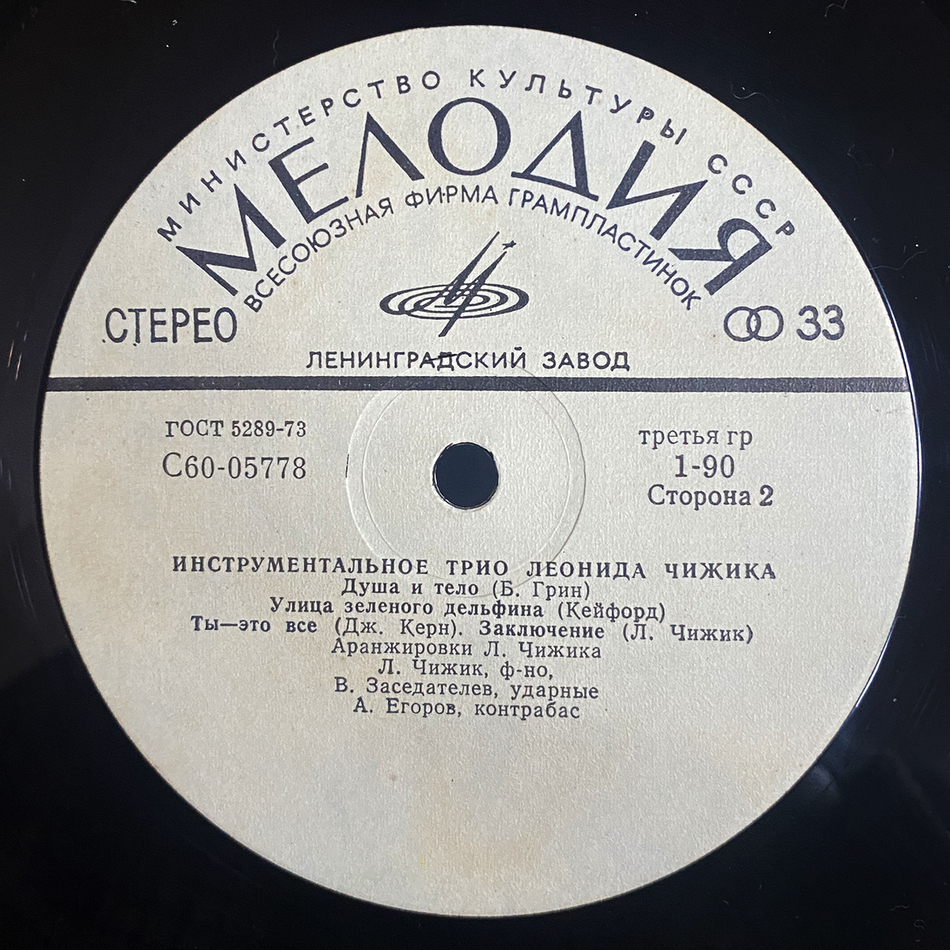 МИНИСТЕРСТВО КУЛЬТУРЫ СССР
МЕЛОДИЯ
ВСЕСОЮЗНАЯ ФИРМА ГРАМПЛАСТИНОК
СТЕРЕО
33
ЛЕНИНГРАДСКИЙ ЗАВОД
ГОСТ 5289-73
С60-05778
третья гр
1-90
Сторона 2
ИНСТРУМЕНТАЛЬНОЕ ТРИО ЛЕОНИДА ЧИЖИКА
Душа и тело (Б. Грин)
Улица зеленого дельфина (Кейфорд)
Ты—это все (Дж. Керн). Заключение (Л. Чижик)
Аранжировки Л. Чижика
Л. Чижик, ф-но,
В. Заседателев, ударные
А. Егоров, контрабас